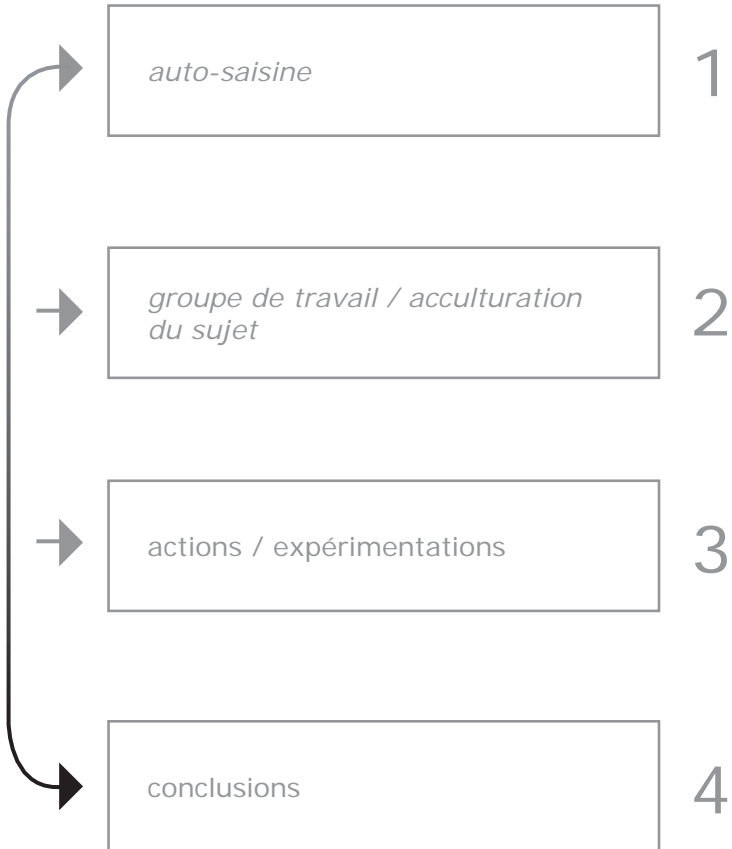 auto-saisine
1
groupe de travail / acculturation
du sujet
2
actions / expérimentations
3
conclusions
4